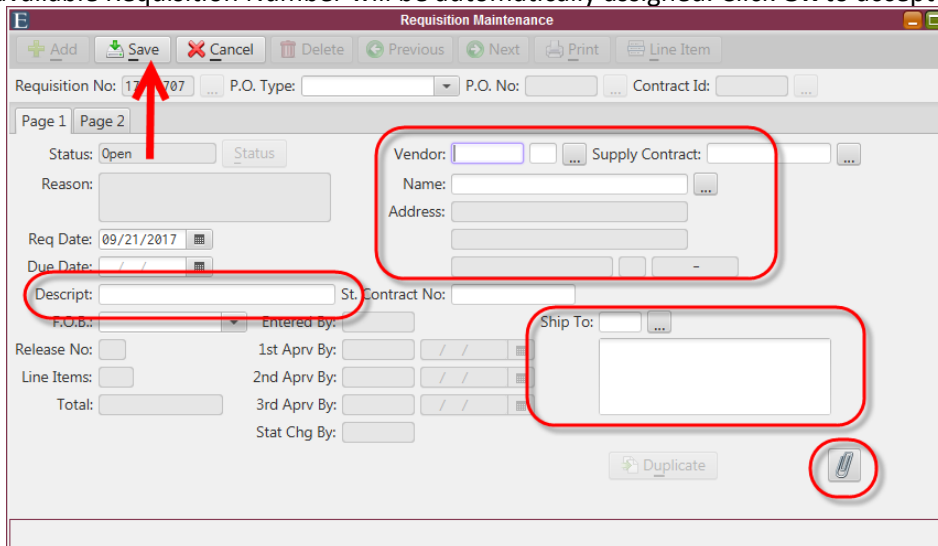 available Requisition Number will be automatically assigned. Click OK to accept
E Requisition Maintenance
Add Save Cancel Delete Previous Next Print Line Item
Requisition No: ... P.O. Type: P.O. No: ... Contract Id: ...
Page 1 Page 2
Status: Open Status Vendor: ... Supply Contract: ...
Reason: Name: ...
Address:
Req Date: 09/21/2017
Due Date: / / -
Descript: St. Contract No:
F.O.B.: Entered By: Ship To: ...
Release No: 1st Aprv By: / /
Line Items: 2nd Aprv By: / /
Total: 3rd Aprv By: / /
Stat Chg By:
Duplicate